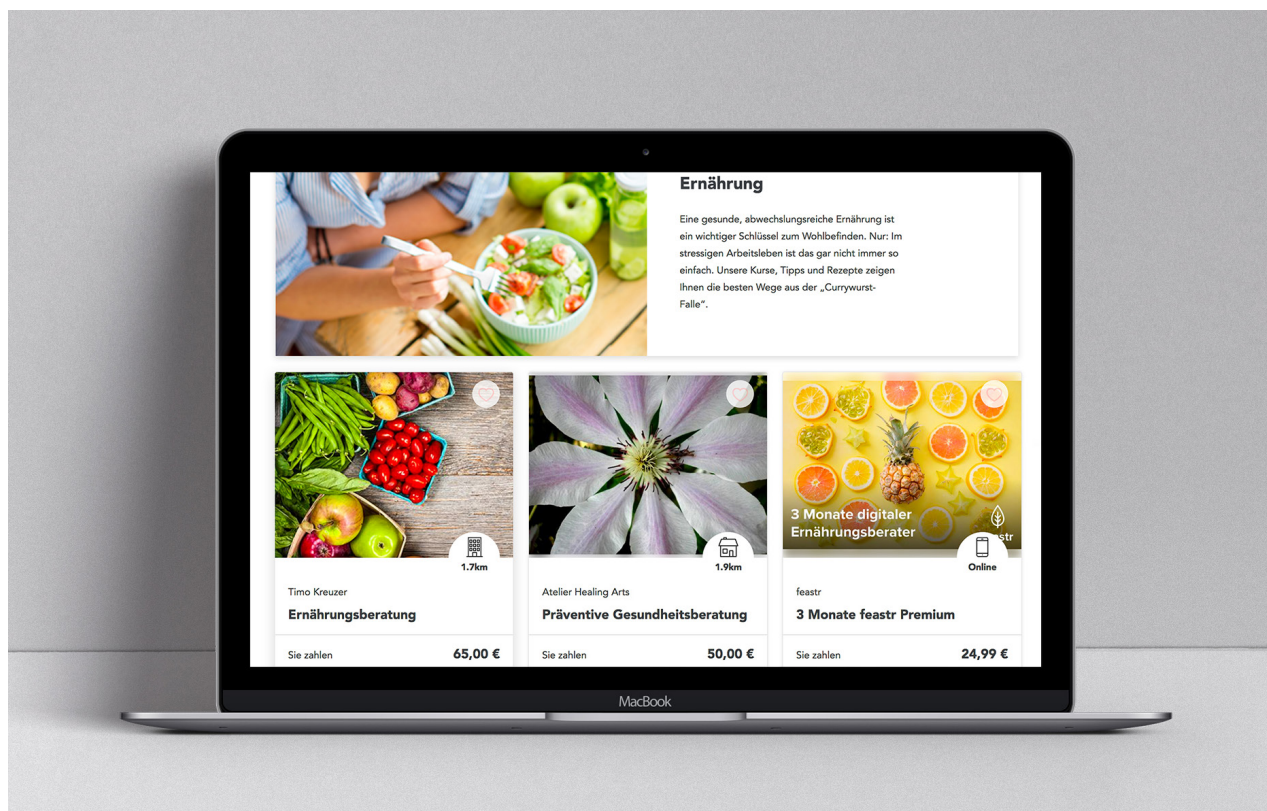 Ernährung
Eine gesunde, abwechslungsreiche Ernährung ist
ein wichtiger Schlüssel zum Wohlbefinden. Nur: Im
stressigen Arbeitsleben ist das gar nicht immer so
einfach. Unsere Kurse, Tipps und Rezepte zeigen
Ihnen die besten Wege aus der „Currywurst-
Falle“.
1.7km
Timo Kreuzer
Ernährungsberatung
Sie zahlen 65,00 €
1.9km
Atelier Healing Arts
Präventive Gesundheitsberatung
Sie zahlen 50,00 €
3 Monate digitaler
Ernährungsberater
Online
feastr
3 Monate feastr Premium
Sie zahlen 24,99 €
MacBook